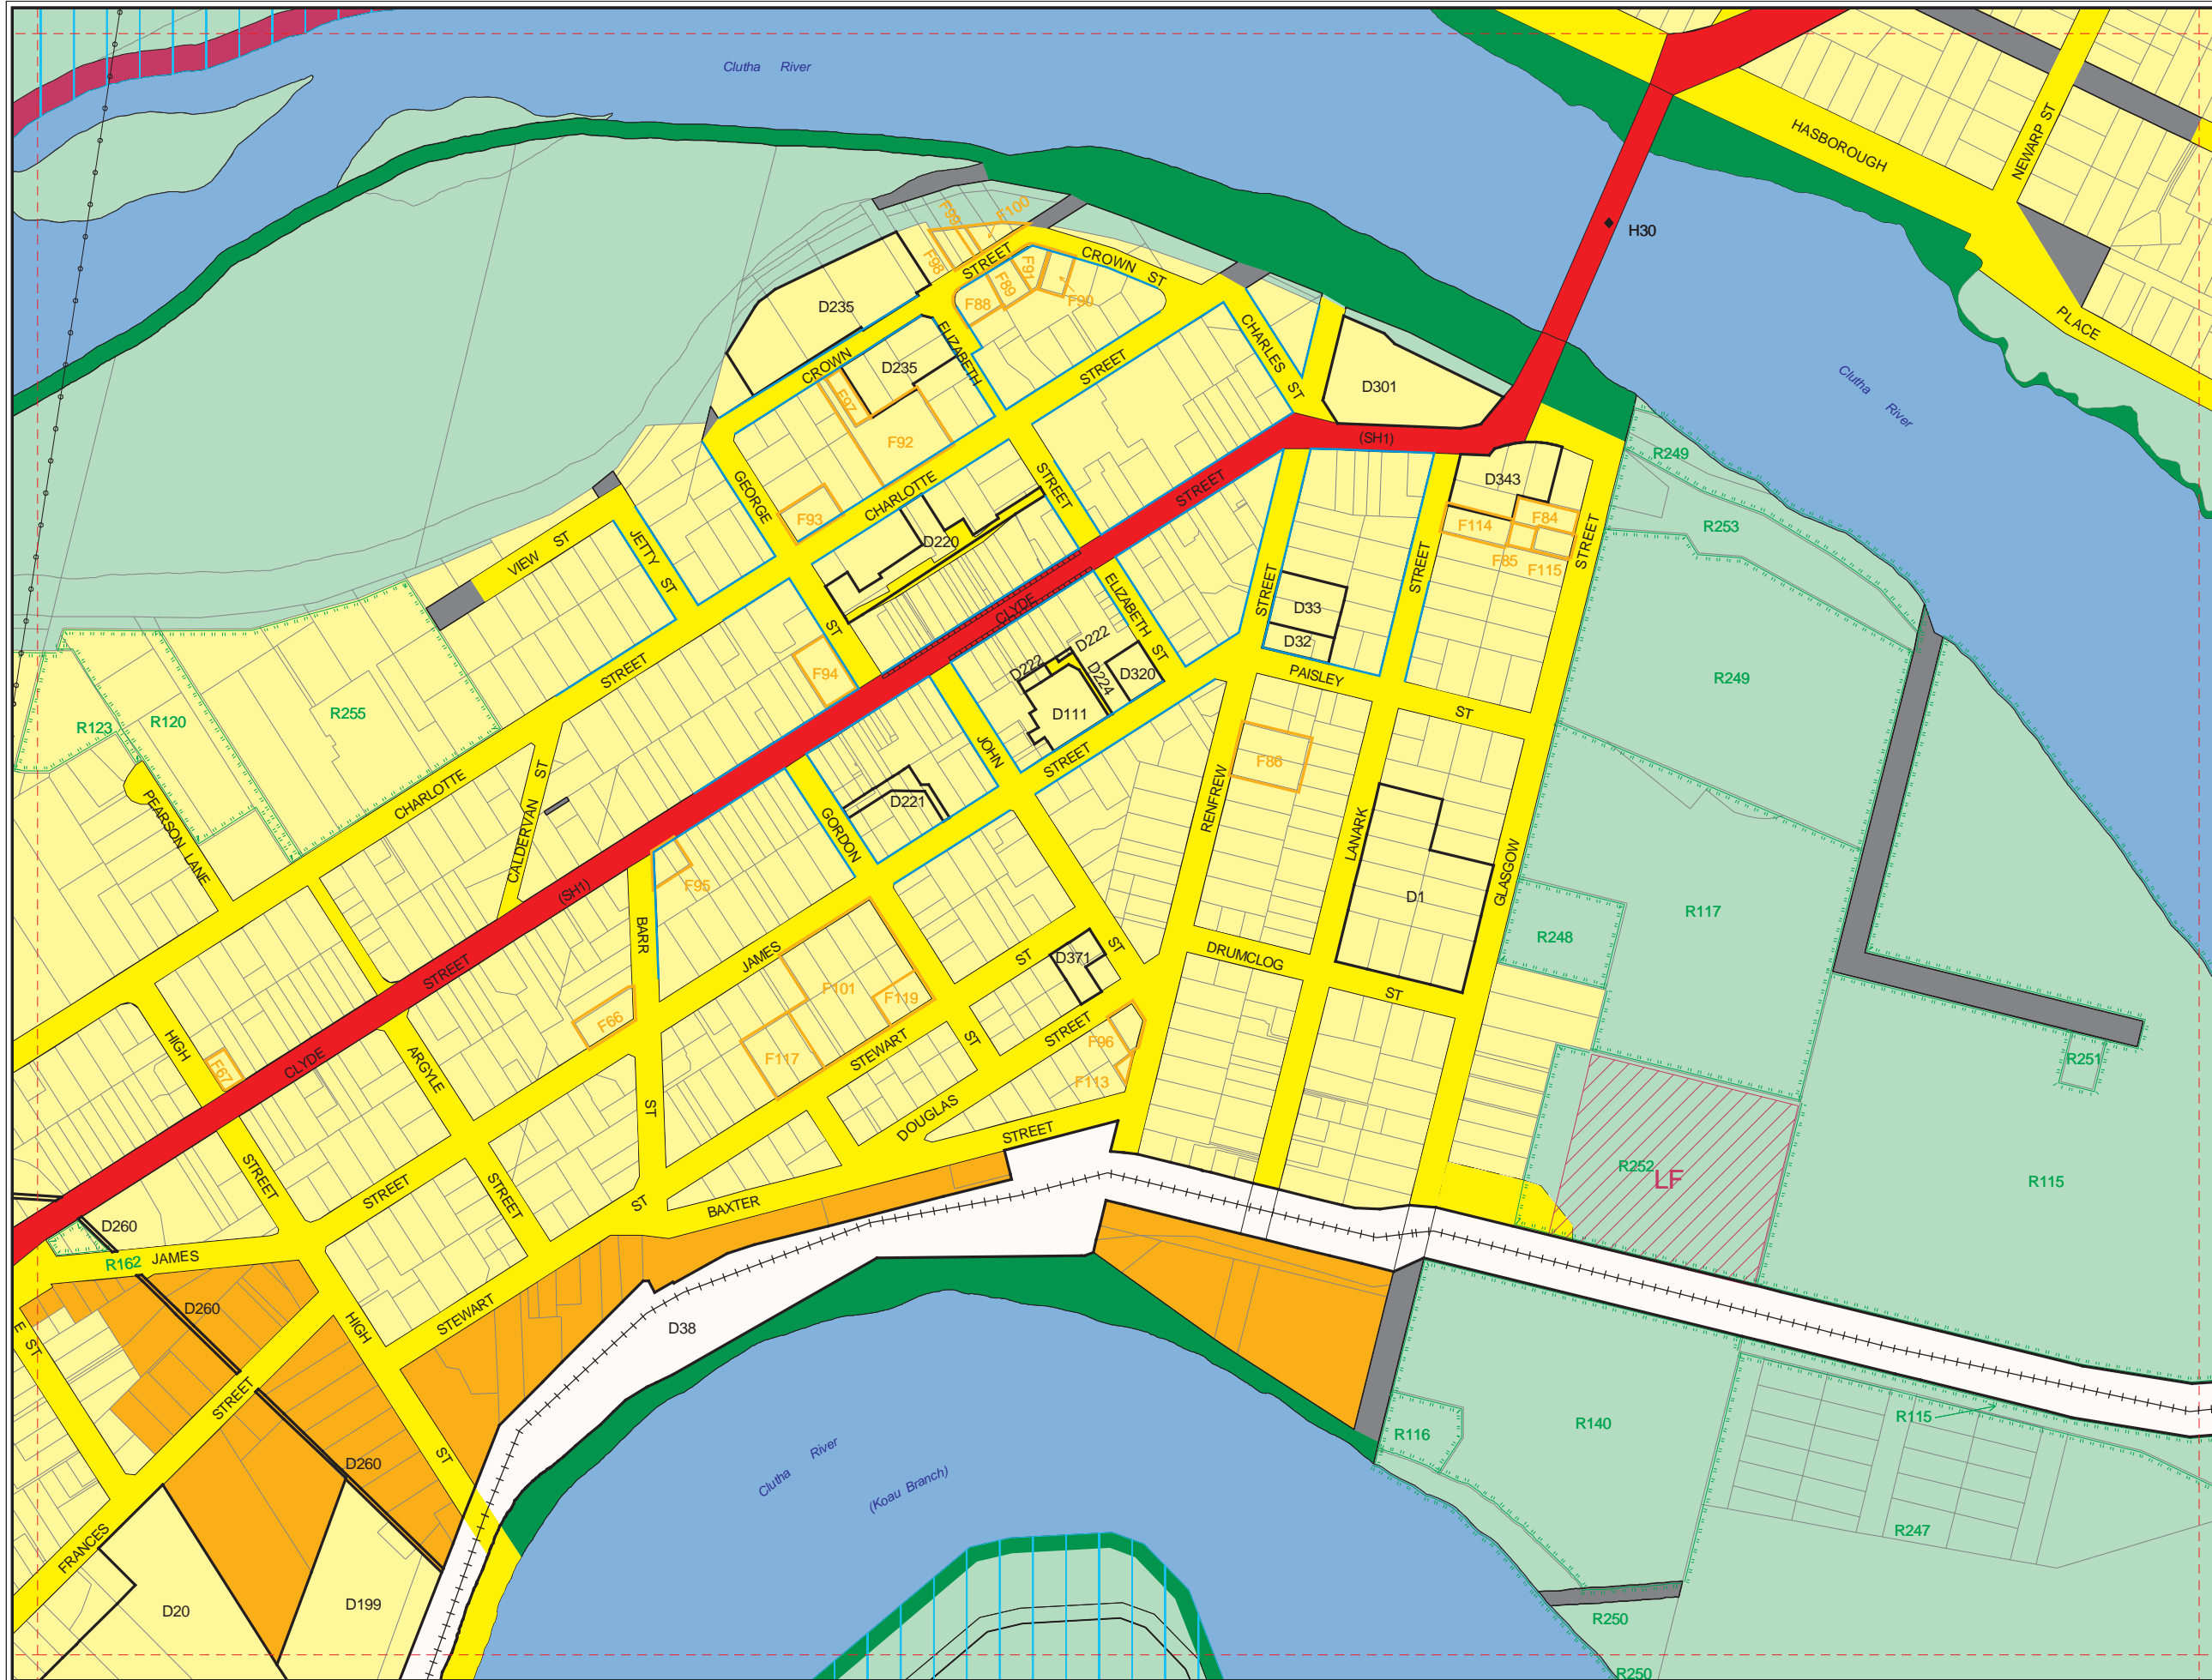 Clutha River
HASBOROUGH
NEWARP ST
H30
PLACE
Clutha River
F99
F100
F98
STREET
CROWN ST
F91
F89
F88
F90
D235
ELIZABETH
CROWN
D235
STREET
CHARLES ST
D301
F97
F92
(SH1)
GEORGE
CHARLOTTE
STREET
STREET
F93
D343
F114
F84
F85
F115
STREET
R249
R253
D220
VIEW ST
JETTY ST
CLYDE
ELIZABETH ST
STREET
STREET
D33
D32
ST
D222
D222
D224
D320
D111
PAISLEY
ST
R249
R123
R120
R255
STREET
F94
JOHN
STREET
F86
CHARLOTTE
CALDERVAN ST
D221
GORDON
RENFREW
LANARK
GLASGOW
PEARSON LANE
(SH1)
F95
D1
R117
R248
BARR
JAMES
ST
ST
D371
DRUMCLOG
ST
STREET
F101
F119
F66
F117
STEWART
ST
STREET
F96
F113
R251
HIGH
F67
CLYDE
ARGYLE
ST
DOUGLAS
STREET
R252
LF
R115
STREET
STREET
STREET
ST
BAXTER
D260
R162
JAMES
D260
HIGH
STEWART
D38
E ST
STREET
R140
R116
R115
ST
D260
Clutha River
(Koau Branch)
R247
FRANCES
D20
D199
R250
R250